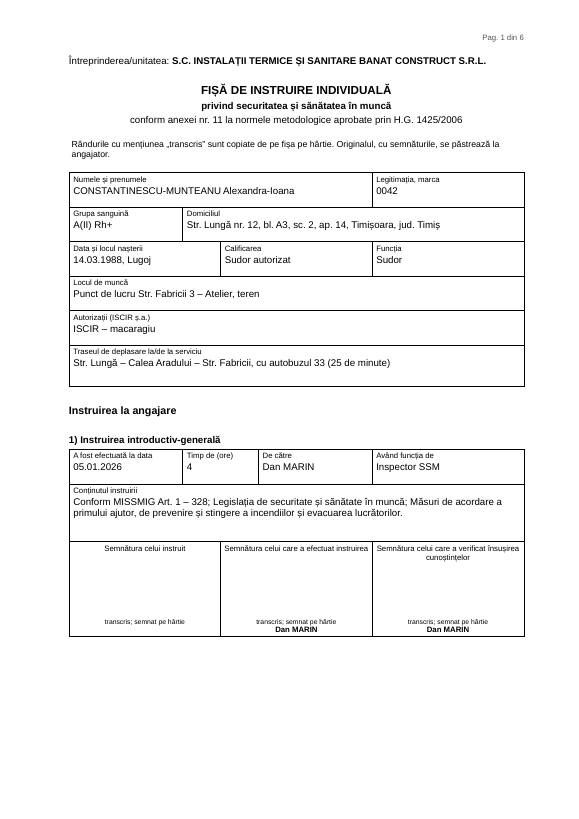 Pag. 1 din 6
Întreprinderea/unitatea: S.C. INSTALAȚII TERMICE ȘI SANITARE BANAT CONSTRUCT S.R.L.
FIȘĂ DE INSTRUIRE INDIVIDUALĂ
privind securitatea și sănătatea în muncă
conform anexei nr. 11 la normele metodologice aprobate prin H.G. 1425/2006
Rândurile cu mențiunea „transcris” sunt copiate de pe fișa pe hârtie. Originalul, cu semnăturile, se păstrează la
angajator.
Numele și prenumele
CONSTANTINESCU-MUNTEANU Alexandra-Ioana
Legitimația, marca
0042
Grupa sanguină
A(II) Rh+
Domiciliul
Str. Lungă nr. 12, bl. A3, sc. 2, ap. 14, Timișoara, jud. Timiș
Data și locul nașterii
14.03.1988, Lugoj
Calificarea
Sudor autorizat
Funcția
Sudor
Locul de muncă
Punct de lucru Str. Fabricii 3 – Atelier, teren
Autorizații (ISCIR ș.a.)
ISCIR – macaragiu
Traseul de deplasare la/de la serviciu
Str. Lungă – Calea Aradului – Str. Fabricii, cu autobuzul 33 (25 de minute)
Instruirea la angajare
1) Instruirea introductiv-generală
A fost efectuată la data
05.01.2026
Timp de (ore)
4
De către
Dan MARIN
Având funcția de
Inspector SSM
Conținutul instruirii
Conform MISSMIG Art. 1 – 328; Legislația de securitate și sănătate în muncă; Măsuri de acordare a
primului ajutor, de prevenire și stingere a incendiilor și evacuarea lucrătorilor.
Semnătura celui instruit
transcris; semnat pe hârtie
Semnătura celui care a efectuat instruirea
transcris; semnat pe hârtie
Dan MARIN
Semnătura celui care a verificat însușirea
cunoștințelor
transcris; semnat pe hârtie
Dan MARIN